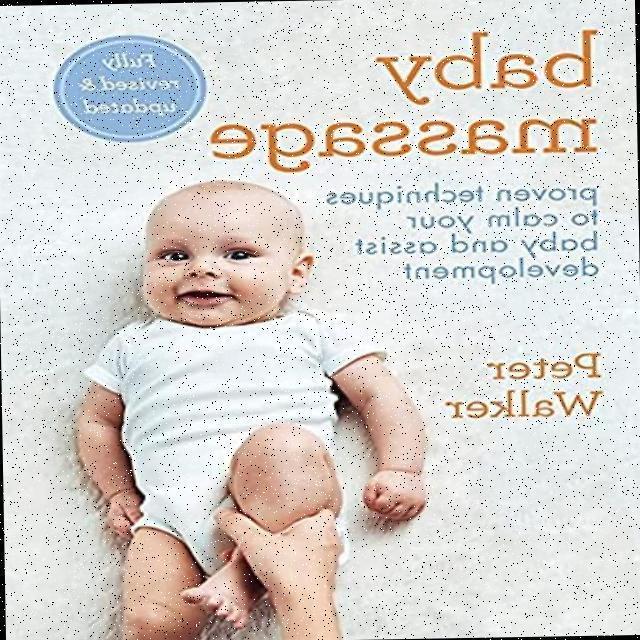 baby
massage
proven techniques
to calm your
baby and assist
development
Peter
Walker
Fully
revised &
updated